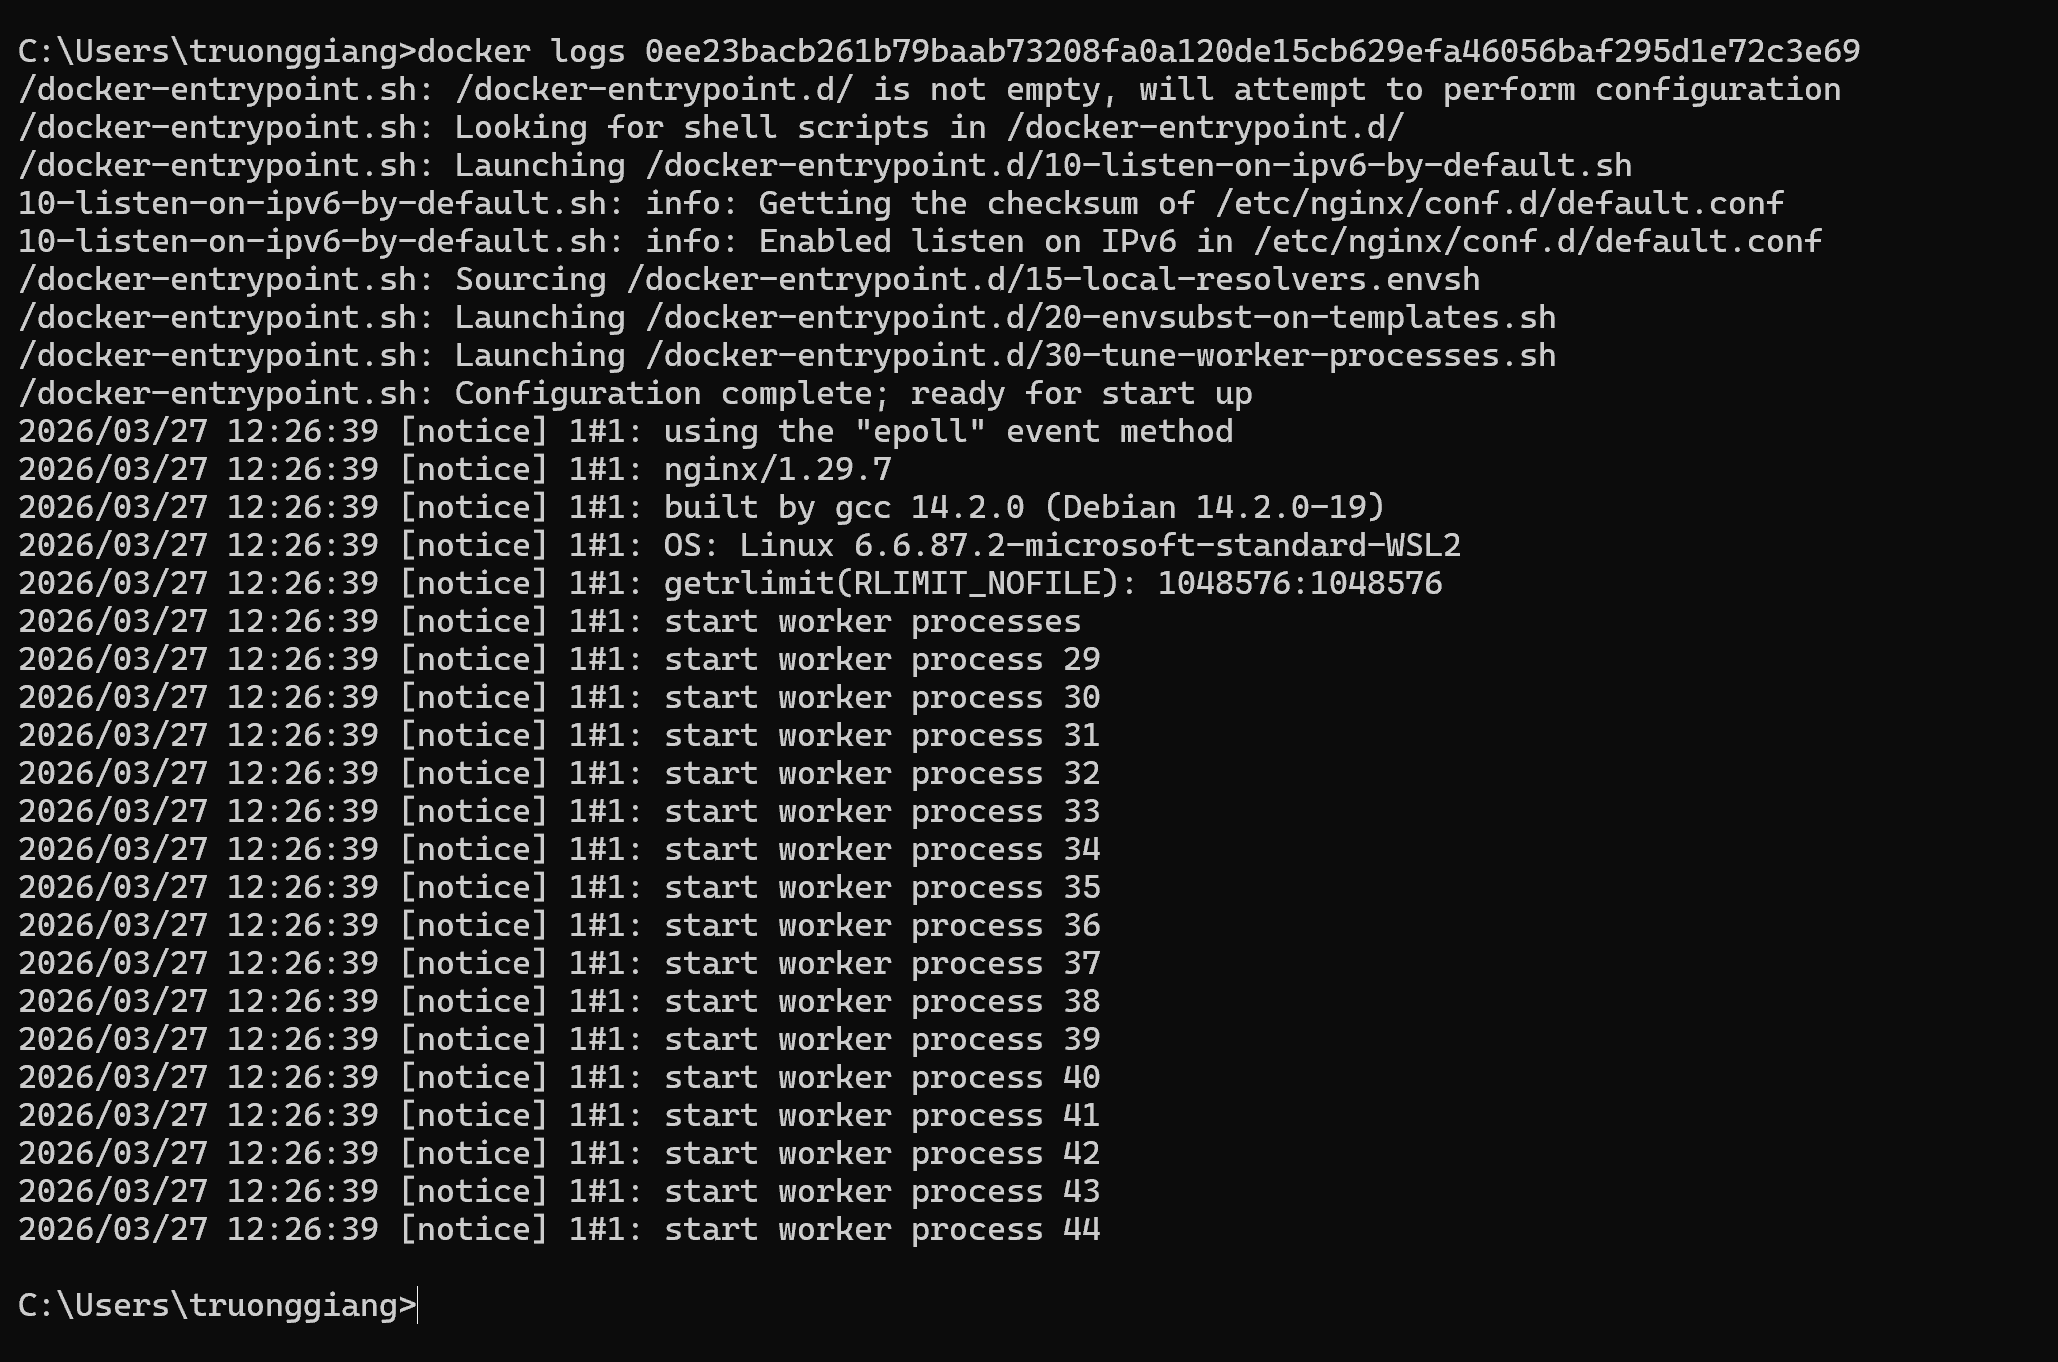 C:\Users\truonggiang>docker logs 0ee23bacb261b79baab73208fa0a120de15cb629efa46056baf295d1e72c3e69
/docker-entrypoint.sh: /docker-entrypoint.d/ is not empty, will attempt to perform configuration
/docker-entrypoint.sh: Looking for shell scripts in /docker-entrypoint.d/
/docker-entrypoint.sh: Launching /docker-entrypoint.d/10-listen-on-ipv6-by-default.sh
10-listen-on-ipv6-by-default.sh: info: Getting the checksum of /etc/nginx/conf.d/default.conf
10-listen-on-ipv6-by-default.sh: info: Enabled listen on IPv6 in /etc/nginx/conf.d/default.conf
/docker-entrypoint.sh: Sourcing /docker-entrypoint.d/15-local-resolvers.envsh
/docker-entrypoint.sh: Launching /docker-entrypoint.d/20-envsubst-on-templates.sh
/docker-entrypoint.sh: Launching /docker-entrypoint.d/30-tune-worker-processes.sh
/docker-entrypoint.sh: Configuration complete; ready for start up
2026/03/27 12:26:39 [notice] 1#1: using the "epoll" event method
2026/03/27 12:26:39 [notice] 1#1: nginx/1.29.7
2026/03/27 12:26:39 [notice] 1#1: built by gcc 14.2.0 (Debian 14.2.0-19)
2026/03/27 12:26:39 [notice] 1#1: OS: Linux 6.6.87.2-microsoft-standard-WSL2
2026/03/27 12:26:39 [notice] 1#1: getrlimit(RLIMIT_NOFILE): 1048576:1048576
2026/03/27 12:26:39 [notice] 1#1: start worker processes
2026/03/27 12:26:39 [notice] 1#1: start worker process 29
2026/03/27 12:26:39 [notice] 1#1: start worker process 30
2026/03/27 12:26:39 [notice] 1#1: start worker process 31
2026/03/27 12:26:39 [notice] 1#1: start worker process 32
2026/03/27 12:26:39 [notice] 1#1: start worker process 33
2026/03/27 12:26:39 [notice] 1#1: start worker process 34
2026/03/27 12:26:39 [notice] 1#1: start worker process 35
2026/03/27 12:26:39 [notice] 1#1: start worker process 36
2026/03/27 12:26:39 [notice] 1#1: start worker process 37
2026/03/27 12:26:39 [notice] 1#1: start worker process 38
2026/03/27 12:26:39 [notice] 1#1: start worker process 39
2026/03/27 12:26:39 [notice] 1#1: start worker process 40
2026/03/27 12:26:39 [notice] 1#1: start worker process 41
2026/03/27 12:26:39 [notice] 1#1: start worker process 42
2026/03/27 12:26:39 [notice] 1#1: start worker process 43
2026/03/27 12:26:39 [notice] 1#1: start worker process 44
C:\Users\truonggiang>